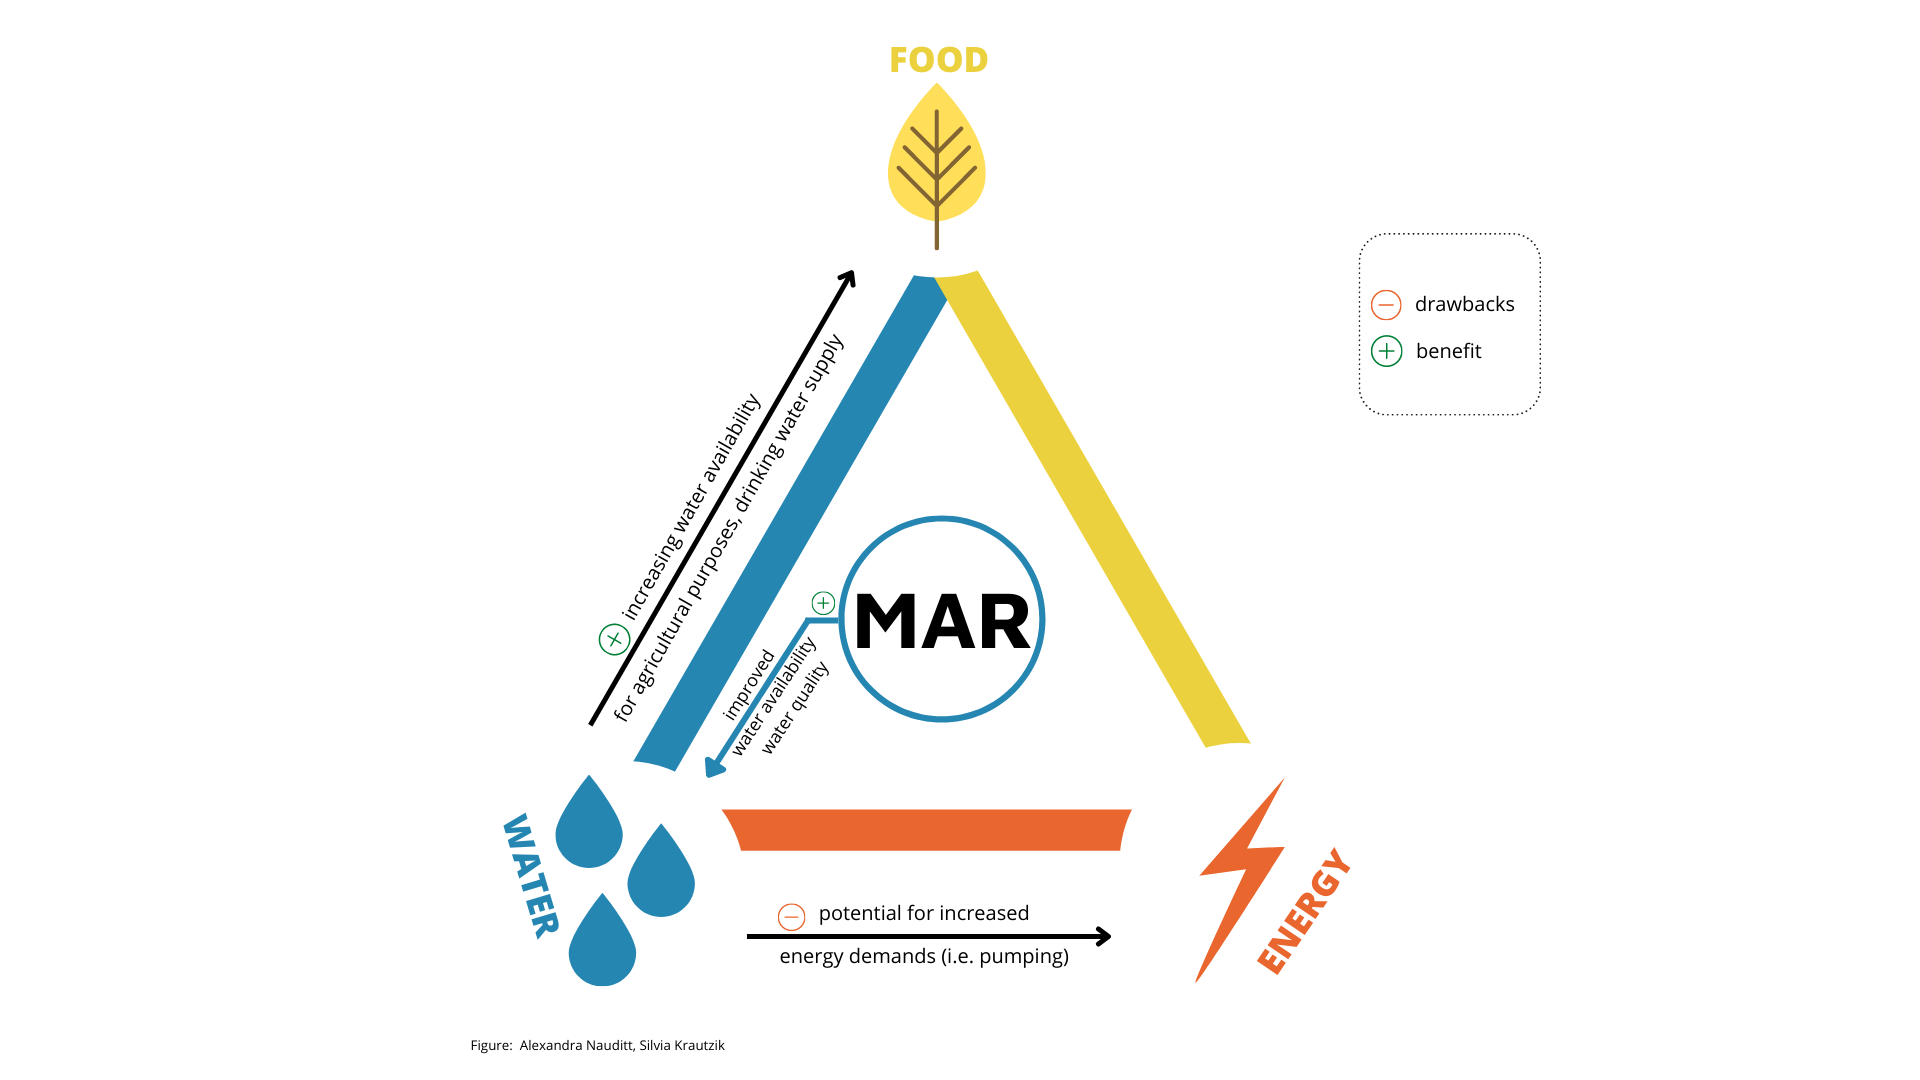 FOOD
drawbacks
benefit
increasing water availability
for agricultural purposes, drinking water supply
MAR
improved
water availability
water quality
WATER
ENERGY
potential for increased
energy demands (i.e. pumping)
Figure: Alexandra Nauditt, Silvia Krautzik